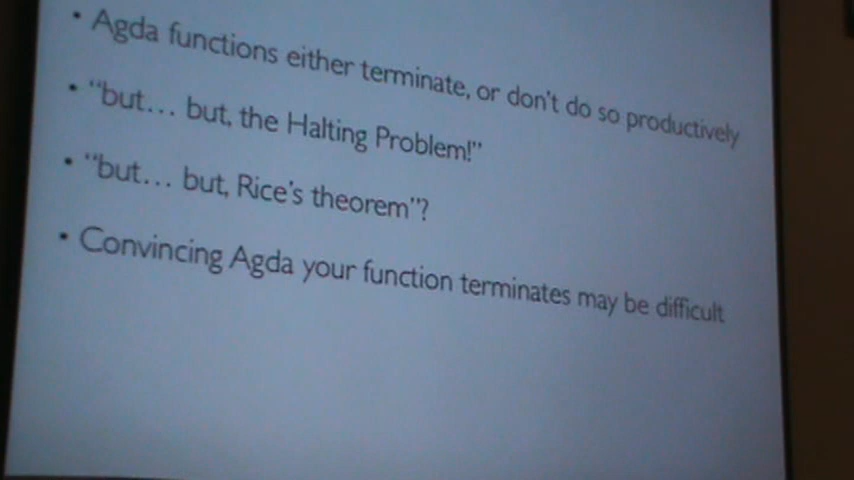 • Agda functions either terminate, or don't do so productively
• "but… but, the Halting Problem!"
• "but… but, Rice's theorem"?
• Convincing Agda your function terminates may be difficult